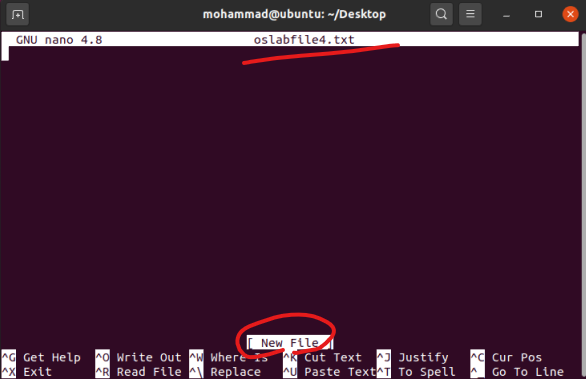 mohammad@ubuntu: ~/Desktop
GNU nano 4.8 oslabfile4.txt
[ New File ]
^G Get Help ^O Write Out ^W Where Is ^K Cut Text ^J Justify ^C Cur Pos
^X Exit ^R Read File ^\ Replace ^U Paste Text ^T To Spell ^_ Go To Line